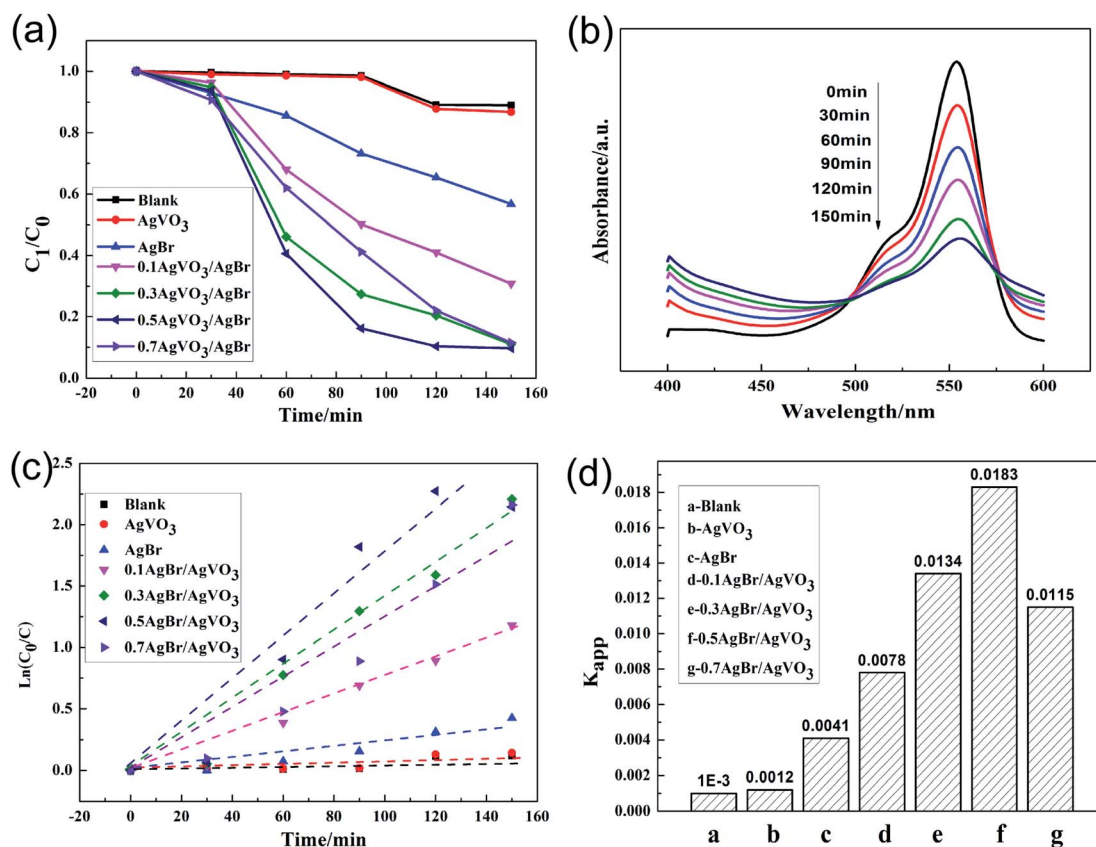 (a)
C1/C0
1.0
0.8
0.6
0.4
0.2
0.0
Blank
AgVO3
AgBr
0.1AgVO3/AgBr
0.3AgVO3/AgBr
0.5AgVO3/AgBr
0.7AgVO3/AgBr
-20 0 20 40 60 80 100 120 140 160
Time/min
(b)
Absorbance/a.u.
0min
30min
60min
90min
120min
150min
400 450 500 550 600
Wavelength/nm
(c)
Ln(C0/C)
2.5
2.0
1.5
1.0
0.5
0.0
Blank
AgVO3
AgBr
0.1AgBr/AgVO3
0.3AgBr/AgVO3
0.5AgBr/AgVO3
0.7AgBr/AgVO3
-20 0 20 40 60 80 100 120 140 160
Time/min
(d)
Kapp
0.018
0.016
0.014
0.012
0.010
0.008
0.006
0.004
0.002
0.000
a-Blank
b-AgVO3
c-AgBr
d-0.1AgBr/AgVO3
e-0.3AgBr/AgVO3
f-0.5AgBr/AgVO3
g-0.7AgBr/AgVO3
1E-3
0.0012
0.0041
0.0078
0.0134
0.0183
0.0115
a b c d e f g